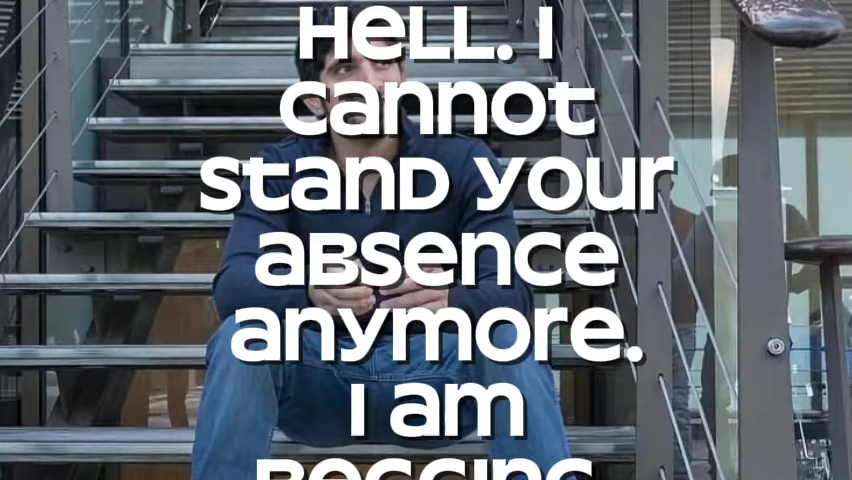 HeLL. I
cannot
stand your
absence
anymore.
I am
begging